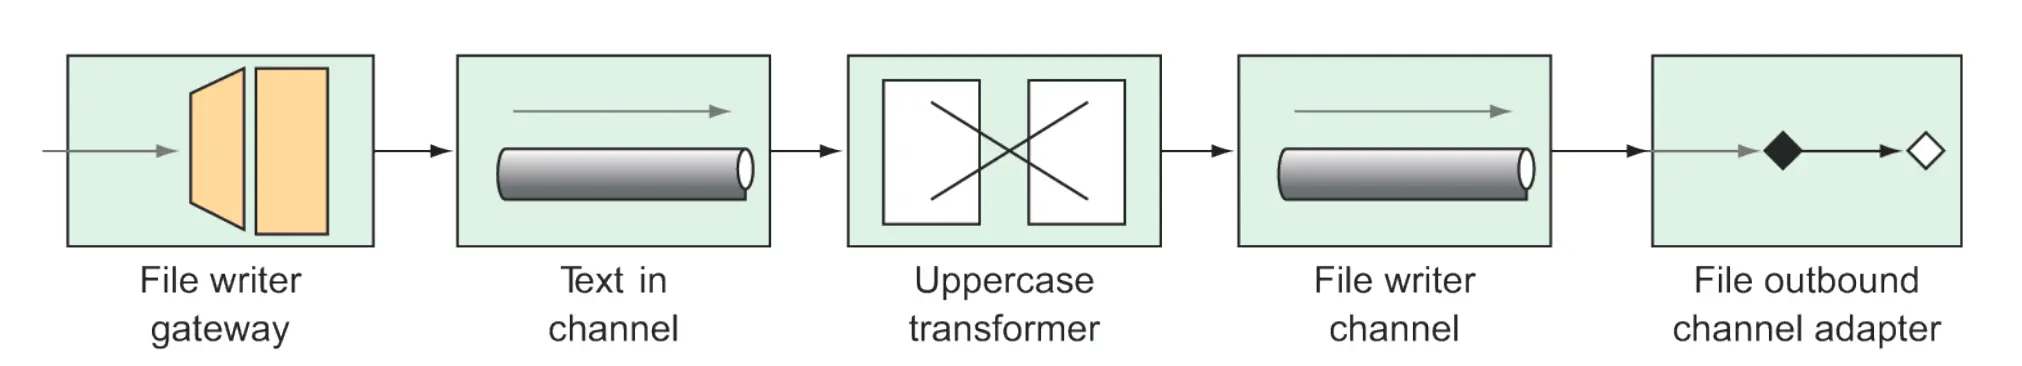 File writer
gateway
Text in
channel
Uppercase
transformer
File writer
channel
File outbound
channel adapter